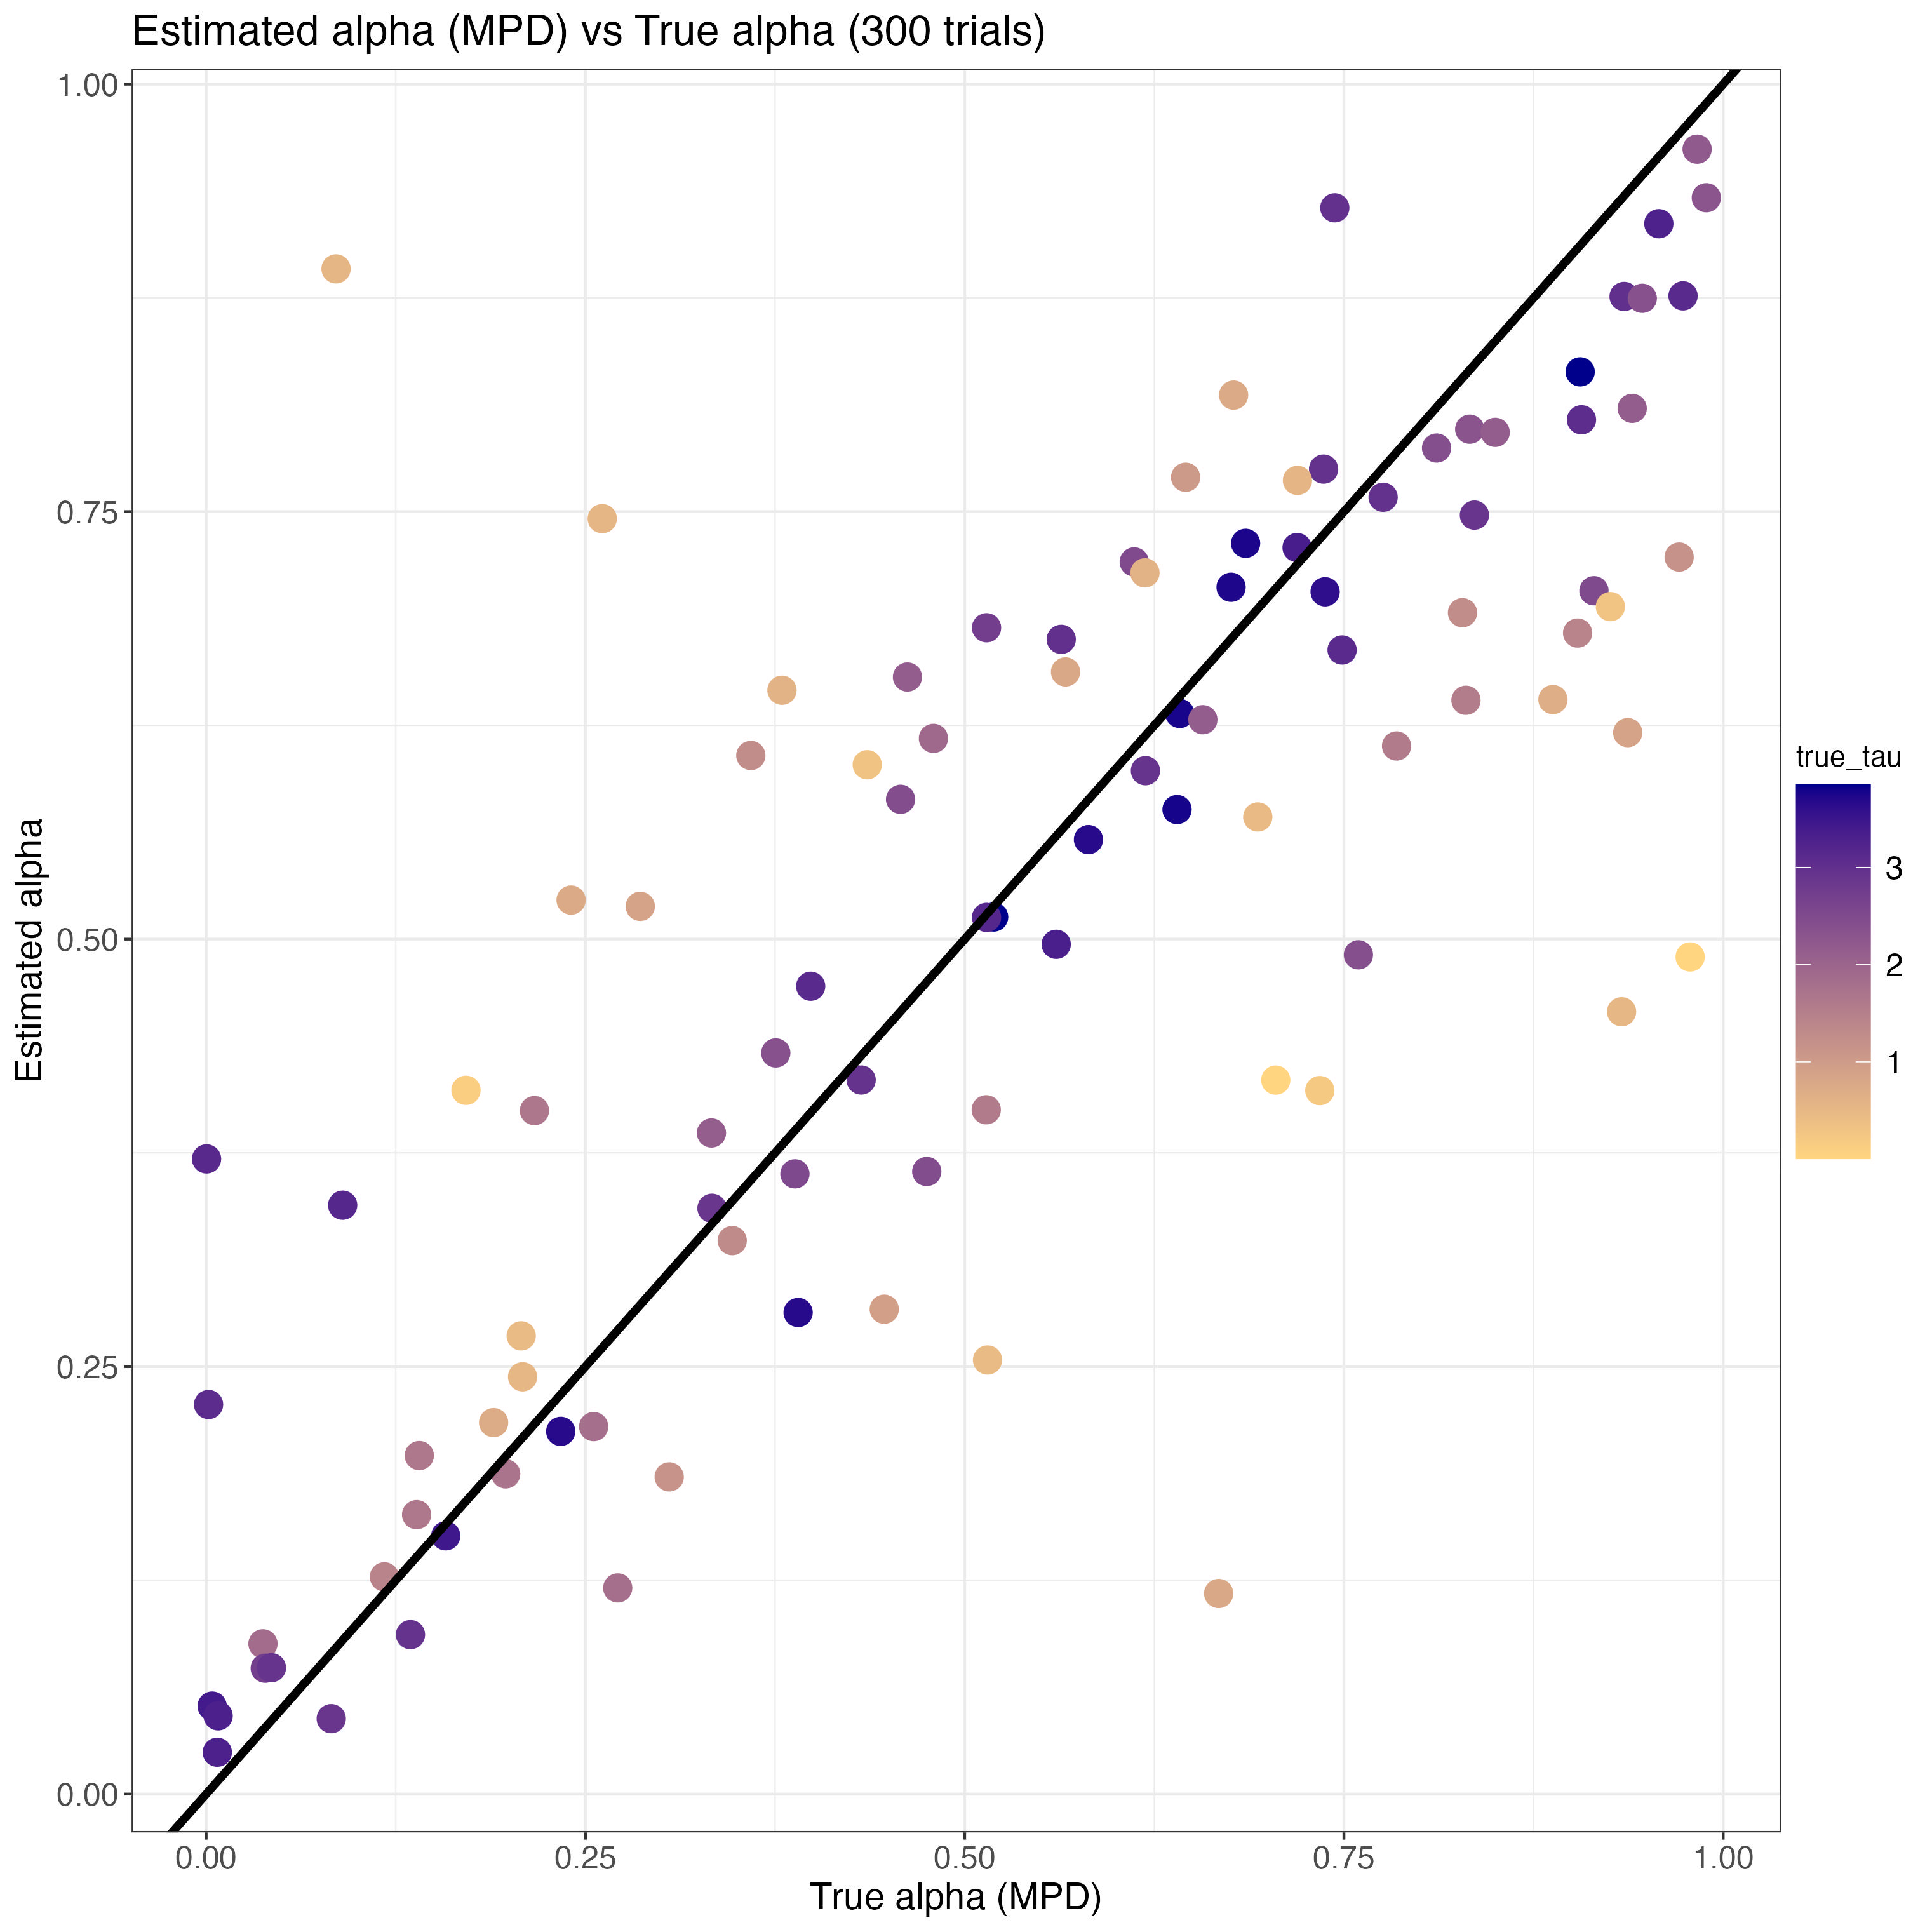 Estimated alpha (MPD) vs True alpha (300 trials)
1.00
0.75
0.50
0.25
0.00
Estimated alpha
0.00 0.25 0.50 0.75 1.00
True alpha (MPD)
true_tau
3
2
1